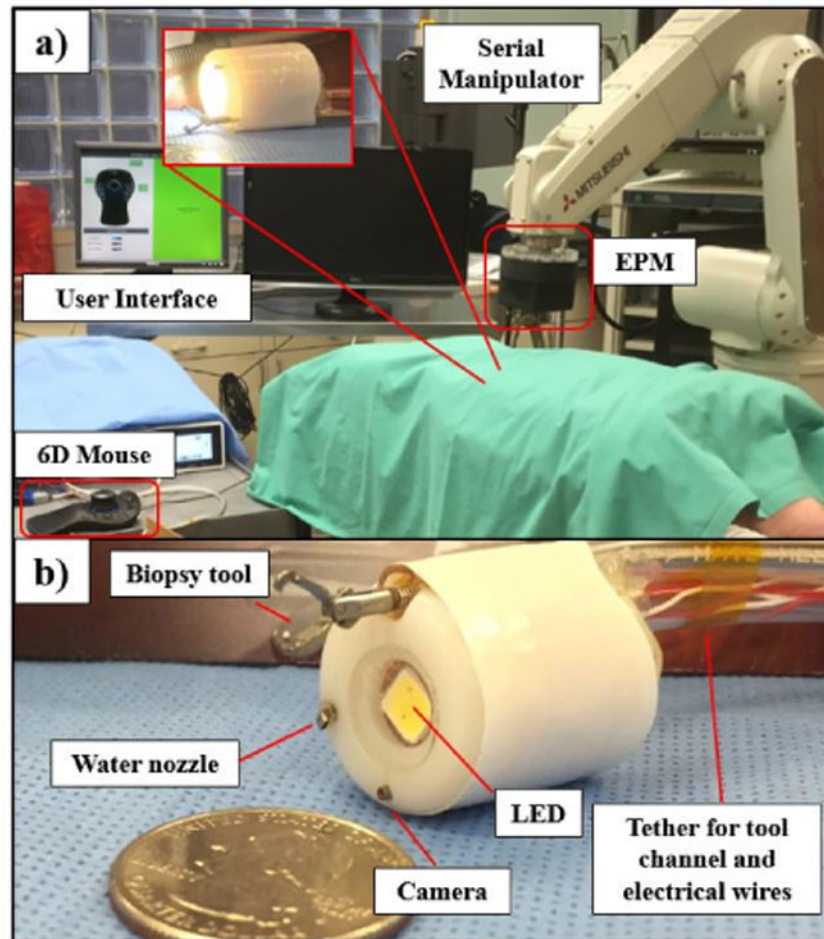 a)
Serial
Manipulator
MITSUBISHI
EPM
User Interface
6D Mouse
b)
Biopsy tool
Water nozzle
LED
Camera
Tether for tool
channel and
electrical wires